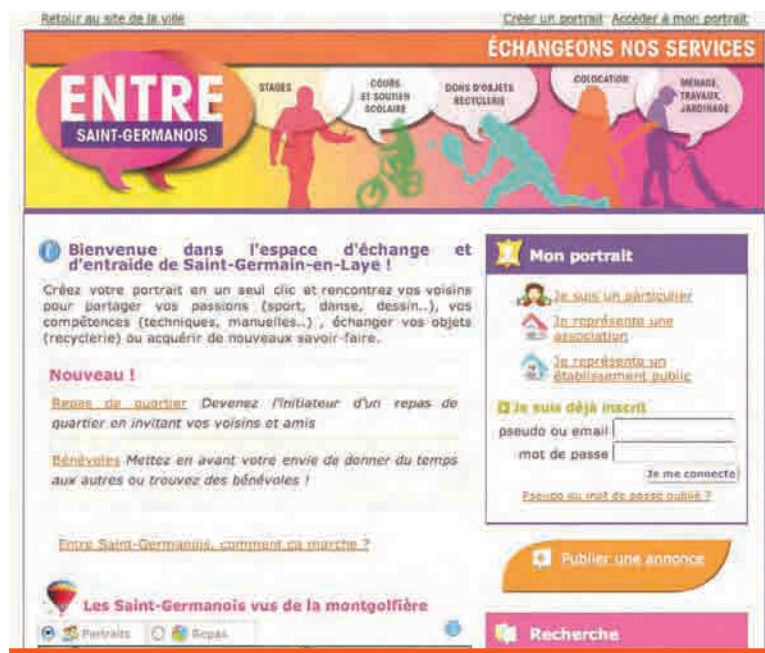 Retour au site de la ville
Créer un portrait Accéder à mon portrait
ÉCHANGEONS NOS SERVICES
ENTRE
SAINT-GERMANOIS
STAGES
COURS
ET SOUTIEN
SCOLAIRE
DONS D'OBJETS
RECYCLERIE
COLOCATION
MÉNAGE,
TRAVAUX,
JARDINAGE
Bienvenue dans l'espace d'échange et
d'entraide de Saint-Germain-en-Laye !
Créez votre portrait en un seul clic et rencontrez vos voisins
pour partager vos passions (sport, danse, dessin..), vos
compétences (techniques, manuelles..) , échanger vos objets
(recyclerie) ou acquérir de nouveaux savoir-faire.
Nouveau !
Repas de quartier Devenez l'initiateur d'un repas de
quartier en invitant vos voisins et amis
Bénévoles Mettez en avant votre envie de donner du temps
aux autres ou trouvez des bénévoles !
Entre Saint-Germanois, comment ça marche ?
Les Saint-Germanois vus de la montgolfière
Portraits
Repas
Mon portrait
Je suis un particulier
Je représente une
association
Je représente un
établissement public
Je suis déjà inscrit
pseudo ou email
mot de passe
Je me connecte
Pseudo ou mot de passe oublié ?
Publier une annonce
Recherche